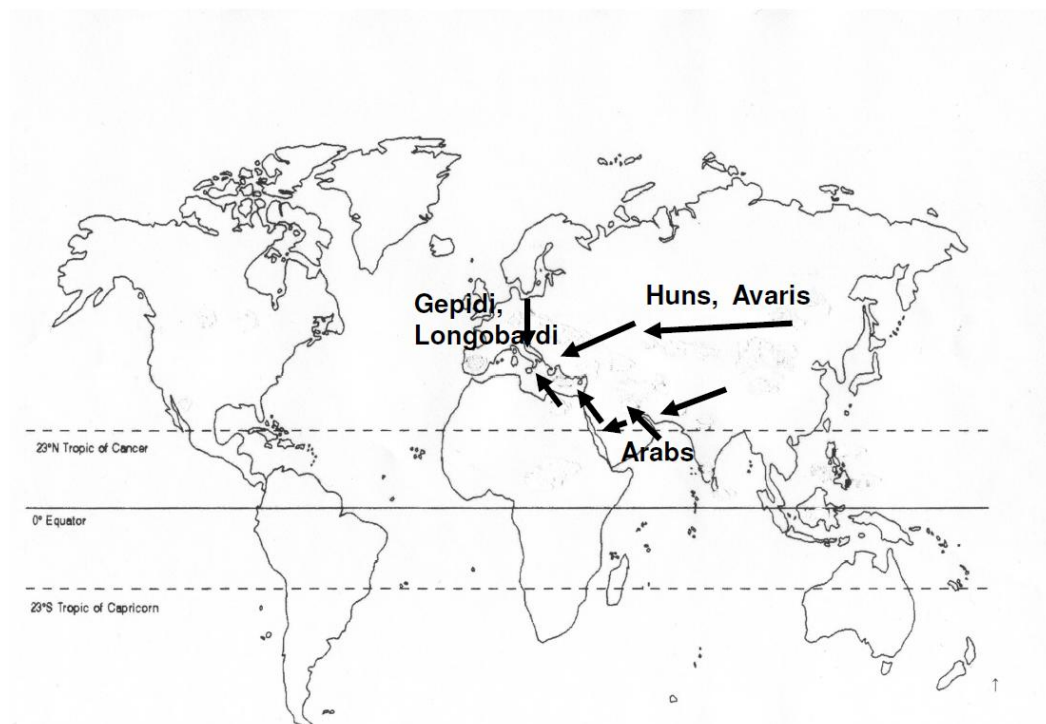 Huns, Avaris
Gepidi,
Longobardi
23°N Tropic of Cancer
Arabs
0° Equator
23°S Tropic of Capricorn